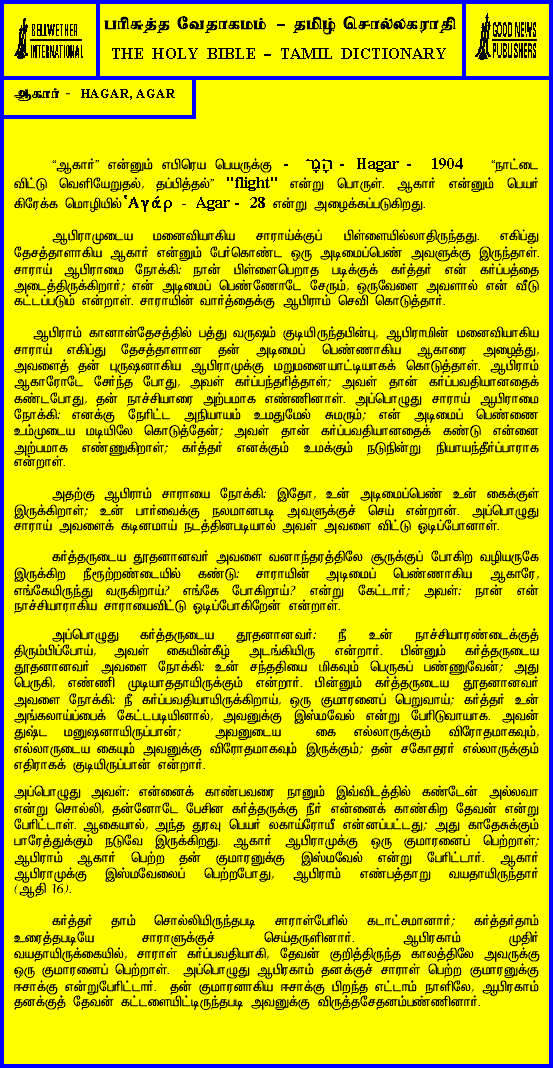 BELLWETHER
INTERNATIONAL
பரிசுத்த வேதாகமம் – தமிழ் சொல்லகராதி
THE HOLY BIBLE – TAMIL DICTIONARY
GOOD NEWS
PUBLISHERS
ஆகார் - HAGAR, AGAR
“ஆகார்” என்னும் எபிரெய பெயருக்கு - הָגָר - Hagar - 1904 “நாட்டை
விட்டு வெளியேறுதல், தப்பித்தல்” "flight" என்று பொருள். ஆகார் என்னும் பெயர்
கிரேக்க மொழியில் Ἁγάρ - Agar - 28 என்று அழைக்கப்படுகிறது.
ஆபிராமுடைய மனைவியாகிய சாராய்க்குப் பிள்ளையில்லாதிருந்தது. எகிப்து
தேசத்தாளாகிய ஆகார் என்னும் பேர்கொண்ட ஒரு அடிமைப்பெண் அவளுக்கு இருந்தாள்.
சாராய் ஆபிராமை நோக்கி: நான் பிள்ளைபெறாத படிக்குக் கர்த்தர் என் கர்ப்பத்தை
அடைத்திருக்கிறார்; என் அடிமைப் பெண்ணோடே சேரும், ஒருவேளை அவளால் என் வீடு
கட்டப்படும் என்றாள். சாராயின் வார்த்தைக்கு ஆபிராம் செவி கொடுத்தார்.
ஆபிராம் கானான்தேசத்தில் பத்து வருஷம் குடியிருந்தபின்பு, ஆபிராமின் மனைவியாகிய
சாராய் எகிப்து தேசத்தாளான தன் அடிமைப் பெண்ணாகிய ஆகாரை அழைத்து,
அவளைத் தன் புருஷனாகிய ஆபிராமுக்கு மறுமனையாட்டியாகக் கொடுத்தாள். ஆபிராம்
ஆகாரோடே சேர்ந்த போது, அவள் கர்ப்பந்தரித்தாள்; அவள் தான் கர்ப்பவதியானதைக்
கண்டபோது, தன் நாச்சியாரை அற்பமாக எண்ணினாள். அப்பொழுது சாராய் ஆபிராமை
நோக்கி: எனக்கு நேரிட்ட அநியாயம் உமதுமேல் சுமரும்; என் அடிமைப் பெண்ணை
உம்முடைய மடியிலே கொடுத்தேன்; அவள் தான் கர்ப்பவதியானதைக் கண்டு என்னை
அற்பமாக எண்ணுகிறாள்; கர்த்தர் எனக்கும் உமக்கும் நடுநின்று நியாயந்தீர்ப்பாராக
என்றாள்.
அதற்கு ஆபிராம் சாராயை நோக்கி: இதோ, உன் அடிமைப்பெண் உன் கைக்குள்
இருக்கிறாள்; உன் பார்வைக்கு நலமானபடி அவளுக்குச் செய் என்றான். அப்பொழுது
சாராய் அவளைக் கடினமாய் நடத்தினபடியால் அவள் அவளை விட்டு ஓடிப்போனாள்.
கர்த்தருடைய தூதனானவர் அவளை வனாந்தரத்திலே சூருக்குப் போகிற வழியருகே
இருக்கிற நீரூற்றண்டையில் கண்டு: சாராயின் அடிமைப் பெண்ணாகிய ஆகாரே,
எங்கேயிருந்து வருகிறாய்? எங்கே போகிறாய்? என்று கேட்டார்; அவள்: நான் என்
நாச்சியாராகிய சாராயைவிட்டு ஓடிப்போகிறேன் என்றாள்.
அப்பொழுது கர்த்தருடைய தூதனானவர்: நீ உன் நாச்சியாரண்டைக்குத்
திரும்பிப்போய், அவள் கையின்கீழ் அடங்கியிரு என்றார். பின்னும் கர்த்தருடைய
தூதனானவர் அவளை நோக்கி: உன் சந்ததியை மிகவும் பெருகப் பண்ணுவேன்; அது
பெருகி, எண்ணி முடியாததாயிருக்கும் என்றார். பின்னும் கர்த்தருடைய தூதனானவர்
அவளை நோக்கி: நீ கர்ப்பவதியாயிருக்கிறாய், ஒரு குமாரனைப் பெறுவாய்; கர்த்தர் உன்
அங்கலாய்ப்பைக் கேட்டபடியினால், அவனுக்கு இஸ்மவேல் என்று பேரிடுவாயாக. அவன்
துஷ்ட மனுஷனாயிருப்பான்; அவனுடைய கை எல்லாருக்கும் விரோதமாகவும்,
எல்லாருடைய கையும் அவனுக்கு விரோதமாகவும் இருக்கும்; தன் சகோதரர் எல்லாருக்கும்
எதிராகக் குடியிருப்பான் என்றார்.
அப்பொழுது அவள்: என்னைக் காண்பவரை நானும் இவ்விடத்தில் கண்டேன் அல்லவா
என்று சொல்லி, தன்னோடே பேசின கர்த்தருக்கு நீர் என்னைக் காண்கிற தேவன் என்று
பேரிட்டாள். ஆகையால், அந்த துரவு பெயர் லகாய்ரோயீ என்னப்பட்டது; அது காதேசுக்கும்
பாரேத்துக்கும் நடுவே இருக்கிறது. ஆகார் ஆபிராமுக்கு ஒரு குமாரனைப் பெற்றாள்;
ஆபிராம் ஆகார் பெற்ற தன் குமாரனுக்கு இஸ்மவேல் என்று பேரிட்டார். ஆகார்
ஆபிராமுக்கு இஸ்மவேலைப் பெற்றபோது, ஆபிராம் எண்பத்தாறு வயதாயிருந்தார்
(ஆதி 16).
கர்த்தர் தாம் சொல்லியிருந்தபடி சாராள்பேரில் கடாட்சமானார்; கர்த்தர்தாம்
உரைத்தபடியே சாராளுக்குச் செய்தருளினார். ஆபிரகாம் முதிர்
வயதாயிருக்கையில், சாராள் கர்ப்பவதியாகி, தேவன் குறித்திருந்த காலத்திலே அவருக்கு
ஒரு குமாரனைப் பெற்றாள். அப்பொழுது ஆபிரகாம் தனக்குச் சாராள் பெற்ற குமாரனுக்கு
ஈசாக்கு என்றுபேரிட்டார். தன் குமாரனாகிய ஈசாக்கு பிறந்த எட்டாம் நாளிலே, ஆபிரகாம்
தனக்குத் தேவன் கட்டளையிட்டிருந்தபடி அவனுக்கு விருத்தசேதனம்பண்ணினார்.